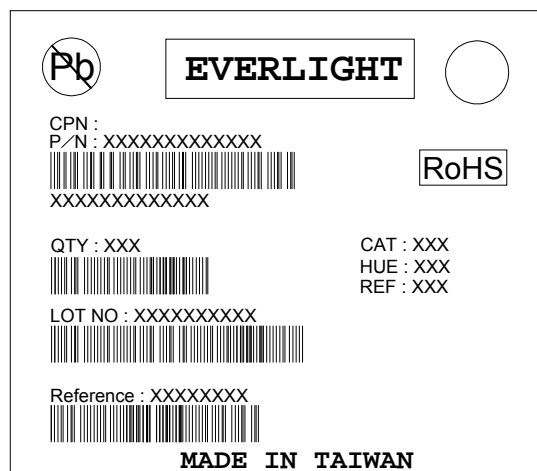 Pb
EVERLIGHT
CPN :
P/N : XXXXXXXXXXXXX
RoHS
XXXXXXXXXXXXX
QTY : XXX
CAT : XXX
HUE : XXX
REF : XXX
LOT NO : XXXXXXXXXX
Reference : XXXXXXXX
MADE IN TAIWAN